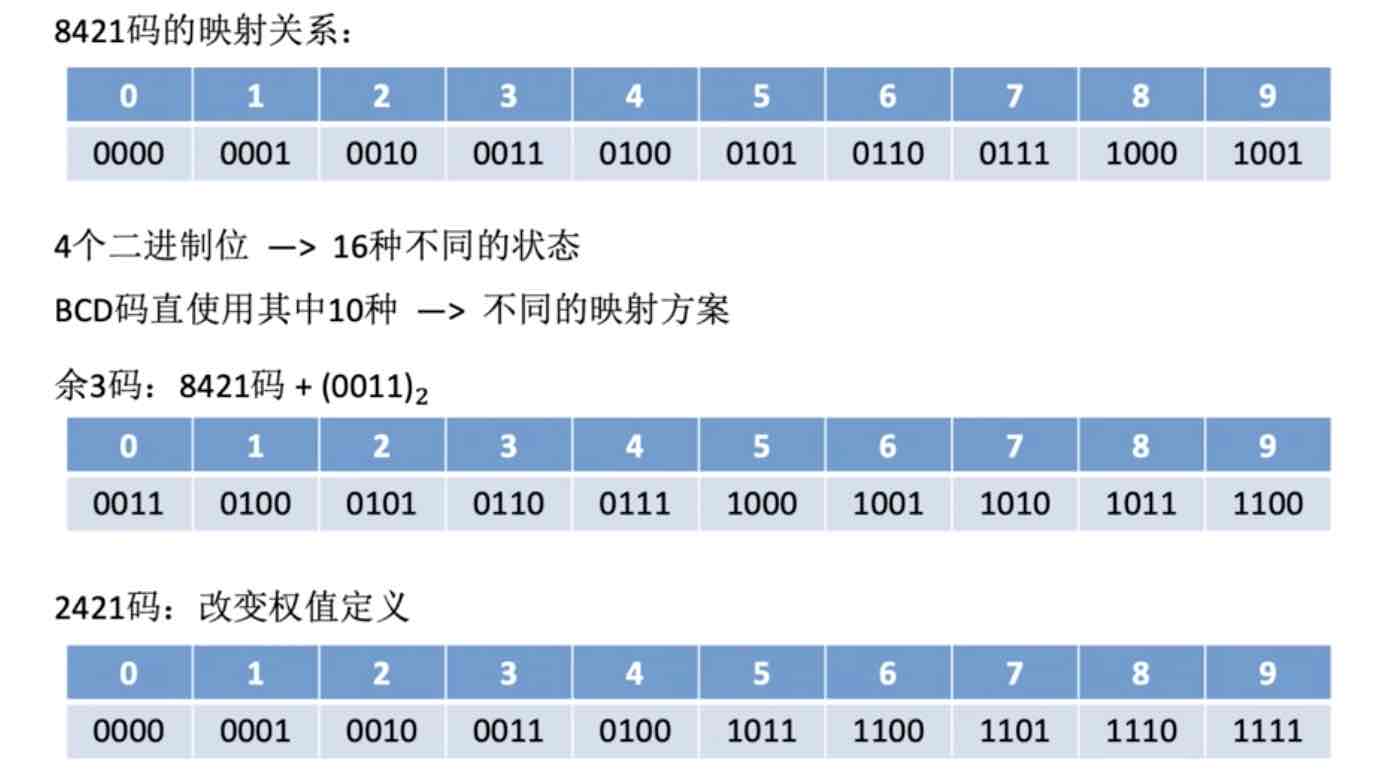 8421码的映射关系：
0 1 2 3 4 5 6 7 8 9
0000 0001 0010 0011 0100 0101 0110 0111 1000 1001
4个二进制位 —> 16种不同的状态
BCD码直使用其中10种 —> 不同的映射方案
余3码：8421码 + (0011)₂
0 1 2 3 4 5 6 7 8 9
0011 0100 0101 0110 0111 1000 1001 1010 1011 1100
2421码：改变权值定义
0 1 2 3 4 5 6 7 8 9
0000 0001 0010 0011 0100 1011 1100 1101 1110 1111